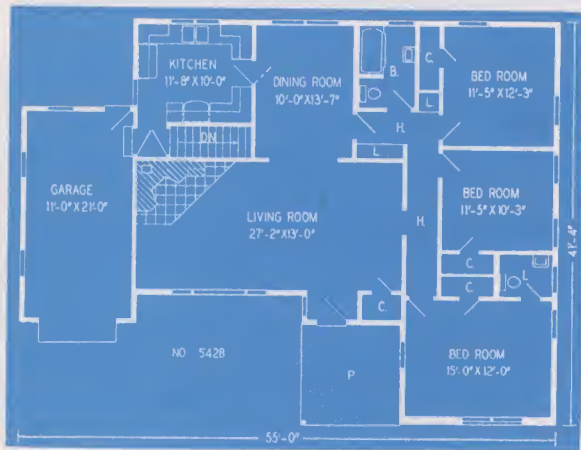 KITCHEN
11'-8" X 10'-0"
DINING ROOM
10'-0" X 13'-7"
B.
C.
BED ROOM
11'-5" X 12'-3"
L.
H.
DN.
L.
GARAGE
11'-0" X 21'-0"
LIVING ROOM
27'-2" X 13'-0"
H.
BED ROOM
11'-5" X 10'-3"
C.
C.
L.
C.
NO 5428
P.
BED ROOM
15'-0" X 12'-0"
41'-4"
55'-0"